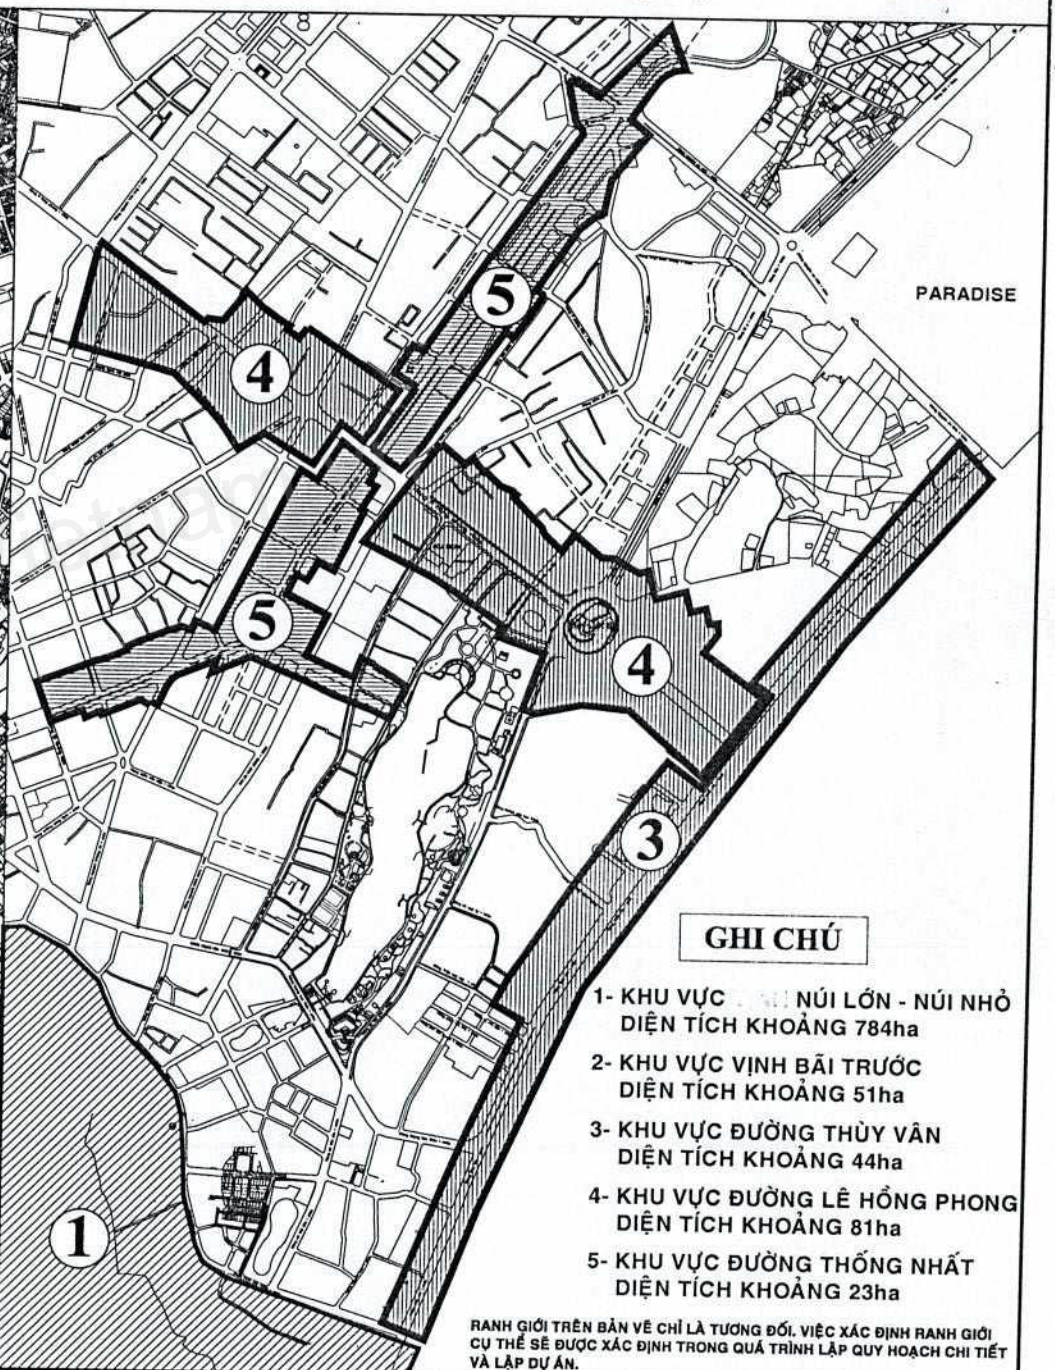 PARADISE
5
4
5
4
3
1
GHI CHÚ
1- KHU VỰC NÚI LỚN - NÚI NHỎ
DIỆN TÍCH KHOẢNG 784ha
2- KHU VỰC VỊNH BÃI TRƯỚC
DIỆN TÍCH KHOẢNG 51ha
3- KHU VỰC ĐƯỜNG THÙY VÂN
DIỆN TÍCH KHOẢNG 44ha
4- KHU VỰC ĐƯỜNG LÊ HỒNG PHONG
DIỆN TÍCH KHOẢNG 81ha
5- KHU VỰC ĐƯỜNG THỐNG NHẤT
DIỆN TÍCH KHOẢNG 23ha
RANH GIỚI TRÊN BẢN VẼ CHỈ LÀ TƯƠNG ĐỐI. VIỆC XÁC ĐỊNH RANH GIỚI
CỤ THỂ SẼ ĐƯỢC XÁC ĐỊNH TRONG QUÁ TRÌNH LẬP QUY HOẠCH CHI TIẾT
VÀ LẬP DỰ ÁN.